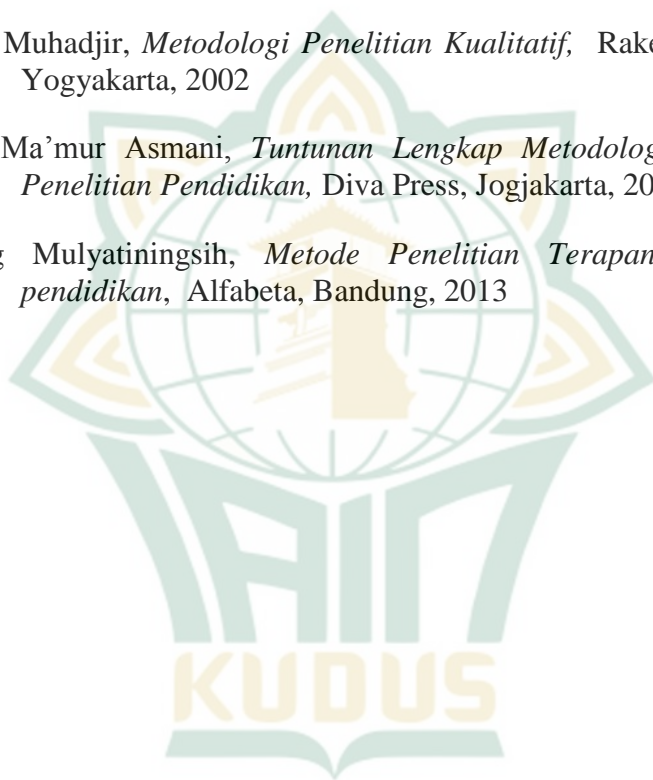 Muhadjir, Metodologi Penelitian Kualitatif, Rake
Yogyakarta, 2002
Ma’mur Asmani, Tuntunan Lengkap Metodolog
Penelitian Pendidikan, Diva Press, Jogjakarta, 20
g Mulyatiningsih, Metode Penelitian Terapan
pendidikan, Alfabeta, Bandung, 2013
IAIN
KUDUS